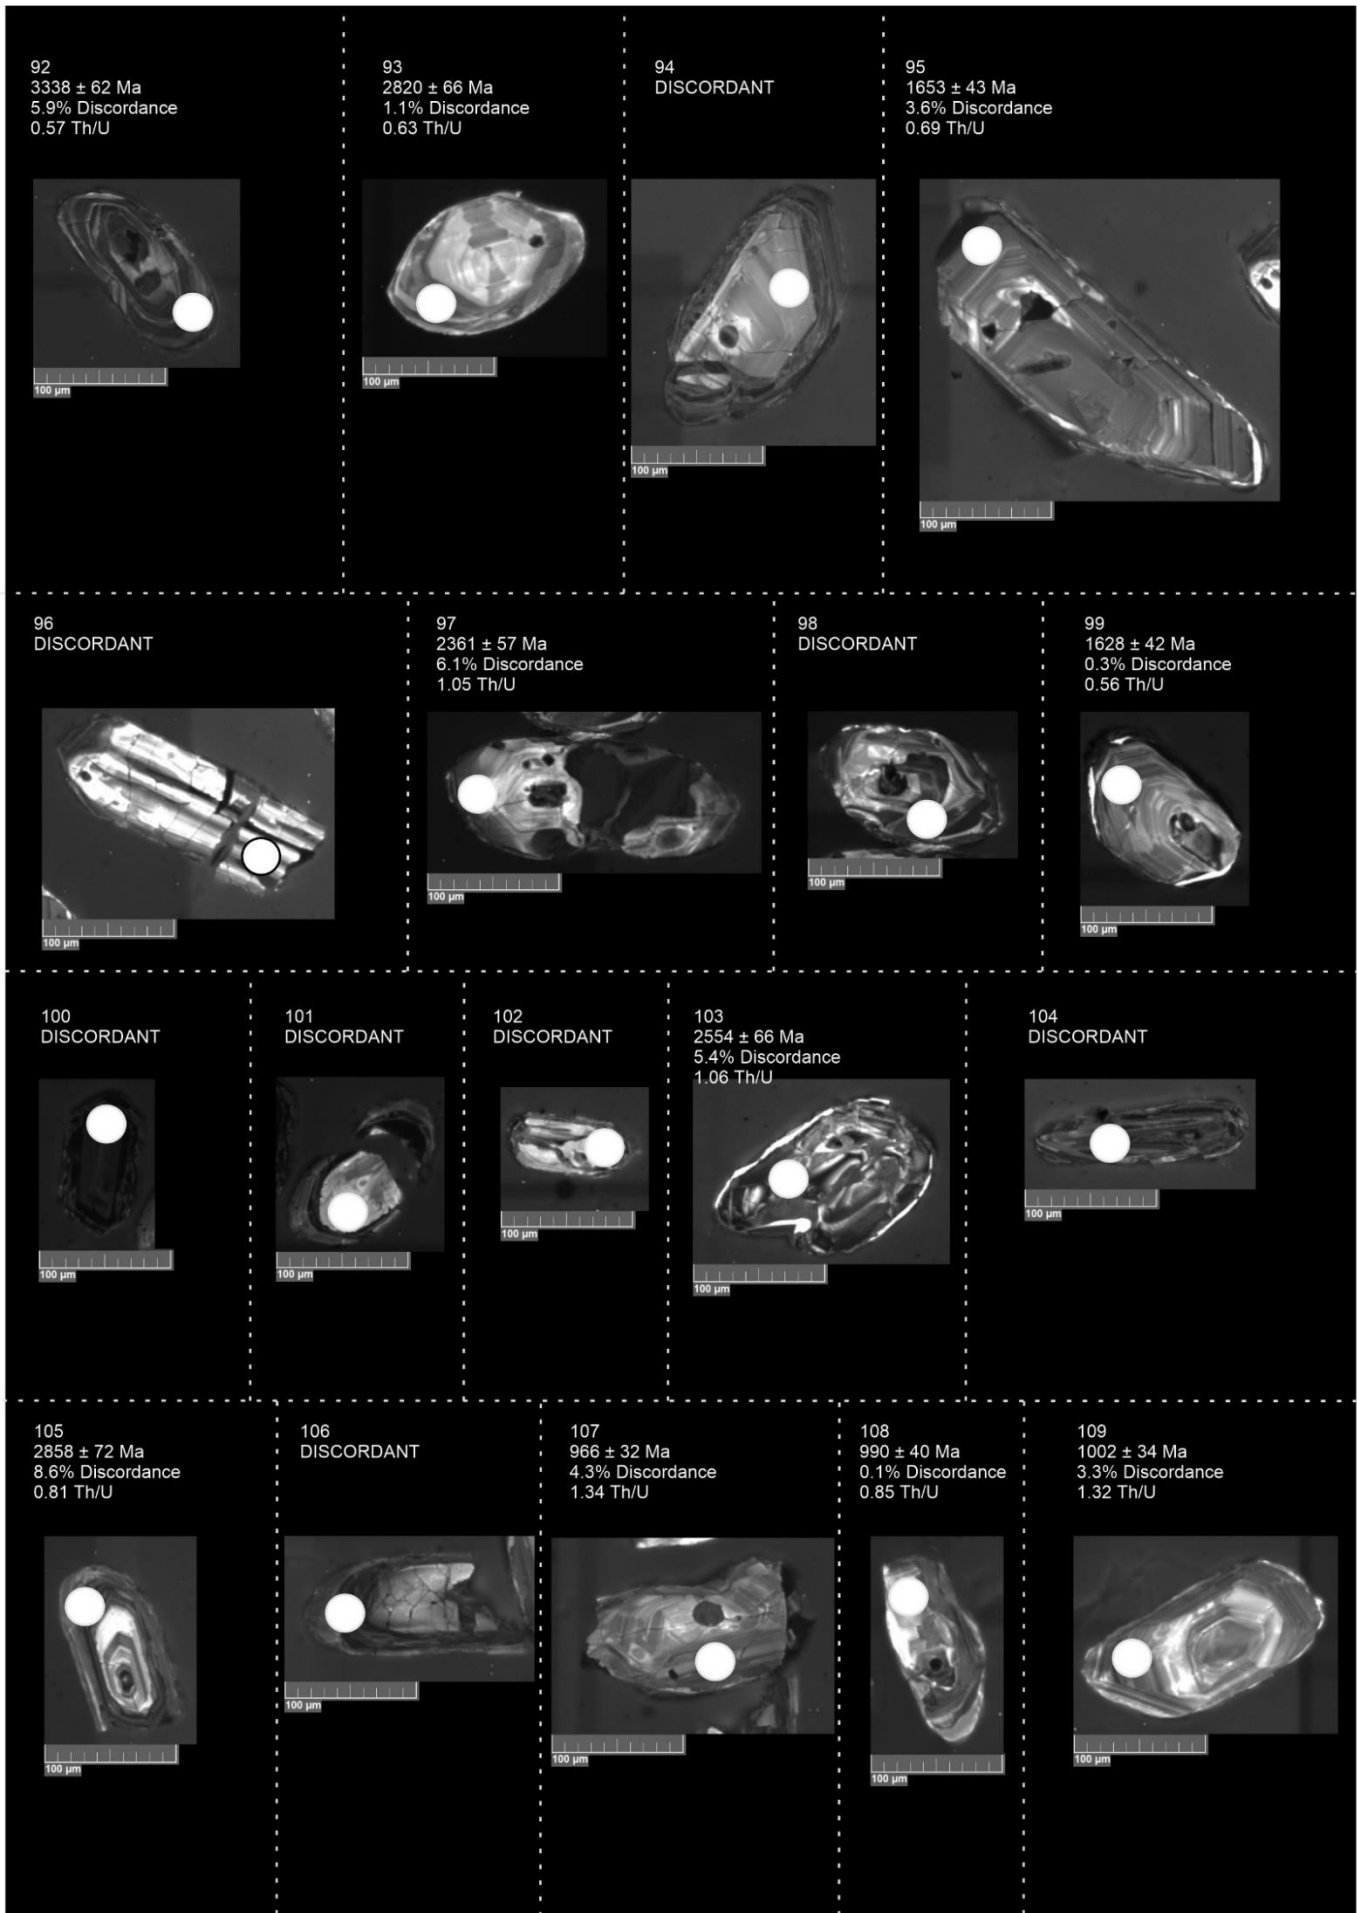 92
3338 ± 62 Ma
5.9% Discordance
0.57 Th/U
100 µm
93
2820 ± 66 Ma
1.1% Discordance
0.63 Th/U
100 µm
94
DISCORDANT
100 µm
95
1653 ± 43 Ma
3.6% Discordance
0.69 Th/U
100 µm
96
DISCORDANT
100 µm
97
2361 ± 57 Ma
6.1% Discordance
1.05 Th/U
100 µm
98
DISCORDANT
100 µm
99
1628 ± 42 Ma
0.3% Discordance
0.56 Th/U
100 µm
100
DISCORDANT
100 µm
101
DISCORDANT
100 µm
102
DISCORDANT
100 µm
103
2554 ± 66 Ma
5.4% Discordance
1.06 Th/U
100 µm
104
DISCORDANT
100 µm
105
2858 ± 72 Ma
8.6% Discordance
0.81 Th/U
100 µm
106
DISCORDANT
100 µm
107
966 ± 32 Ma
4.3% Discordance
1.34 Th/U
100 µm
108
990 ± 40 Ma
0.1% Discordance
0.85 Th/U
100 µm
109
1002 ± 34 Ma
3.3% Discordance
1.32 Th/U
100 µm